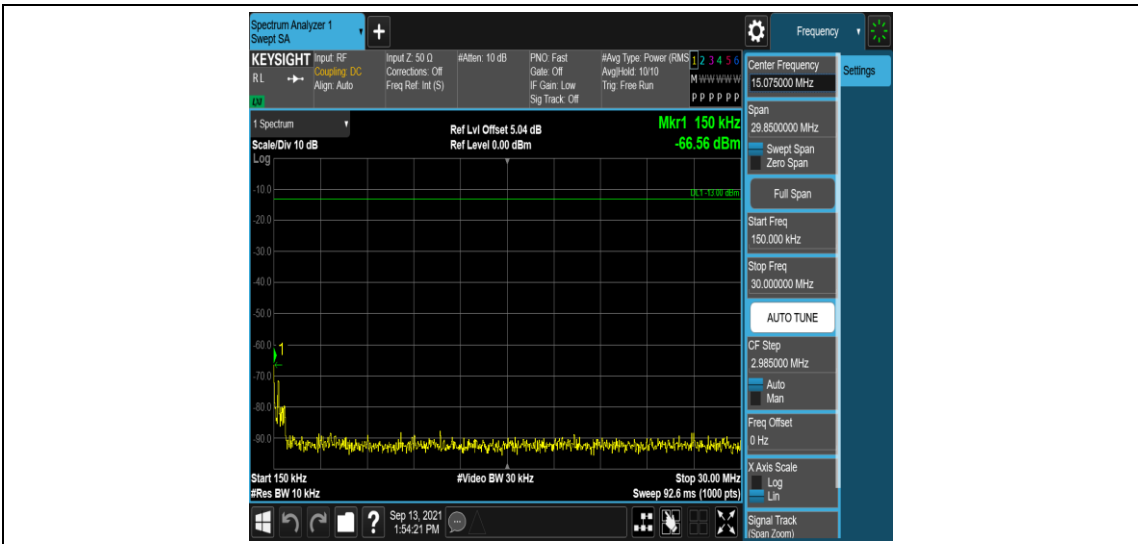 Spectrum Analyzer 1
Swept SA
+
Frequency
KEYSIGHT
RL
LXI
Input: RF
Coupling: DC
Align: Auto
Input Z: 50 Ω
Corrections: Off
Freq Ref: Int (S)
#Atten: 10 dB
PNO: Fast
Gate: Off
IF Gain: Low
Sig Track: Off
#Avg Type: Power (RMS
Avg|Hold: 10/10
Trig: Free Run
1 2 3 4 5 6
M W W W W W
P P P P P P
1 Spectrum
Scale/Div 10 dB
Log
Ref Lvl Offset 5.04 dB
Ref Level 0.00 dBm
Mkr1 150 kHz
-66.56 dBm
DL1 -13.00 dBm
-10.0
-20.0
-30.0
-40.0
-50.0
-60.0
1
-70.0
-80.0
-90.0
Start 150 kHz
#Video BW 30 kHz
Stop 30.00 MHz
#Res BW 10 kHz
Sweep 92.6 ms (1000 pts)
?
Sep 13, 2021
1:54:21 PM
Center Frequency
15.075000 MHz
Settings
Span
29.8500000 MHz
Swept Span
Zero Span
Full Span
Start Freq
150.000 kHz
Stop Freq
30.000000 MHz
AUTO TUNE
CF Step
2.985000 MHz
Auto
Man
Freq Offset
0 Hz
X Axis Scale
Log
Lin
Signal Track
(Span Zoom)